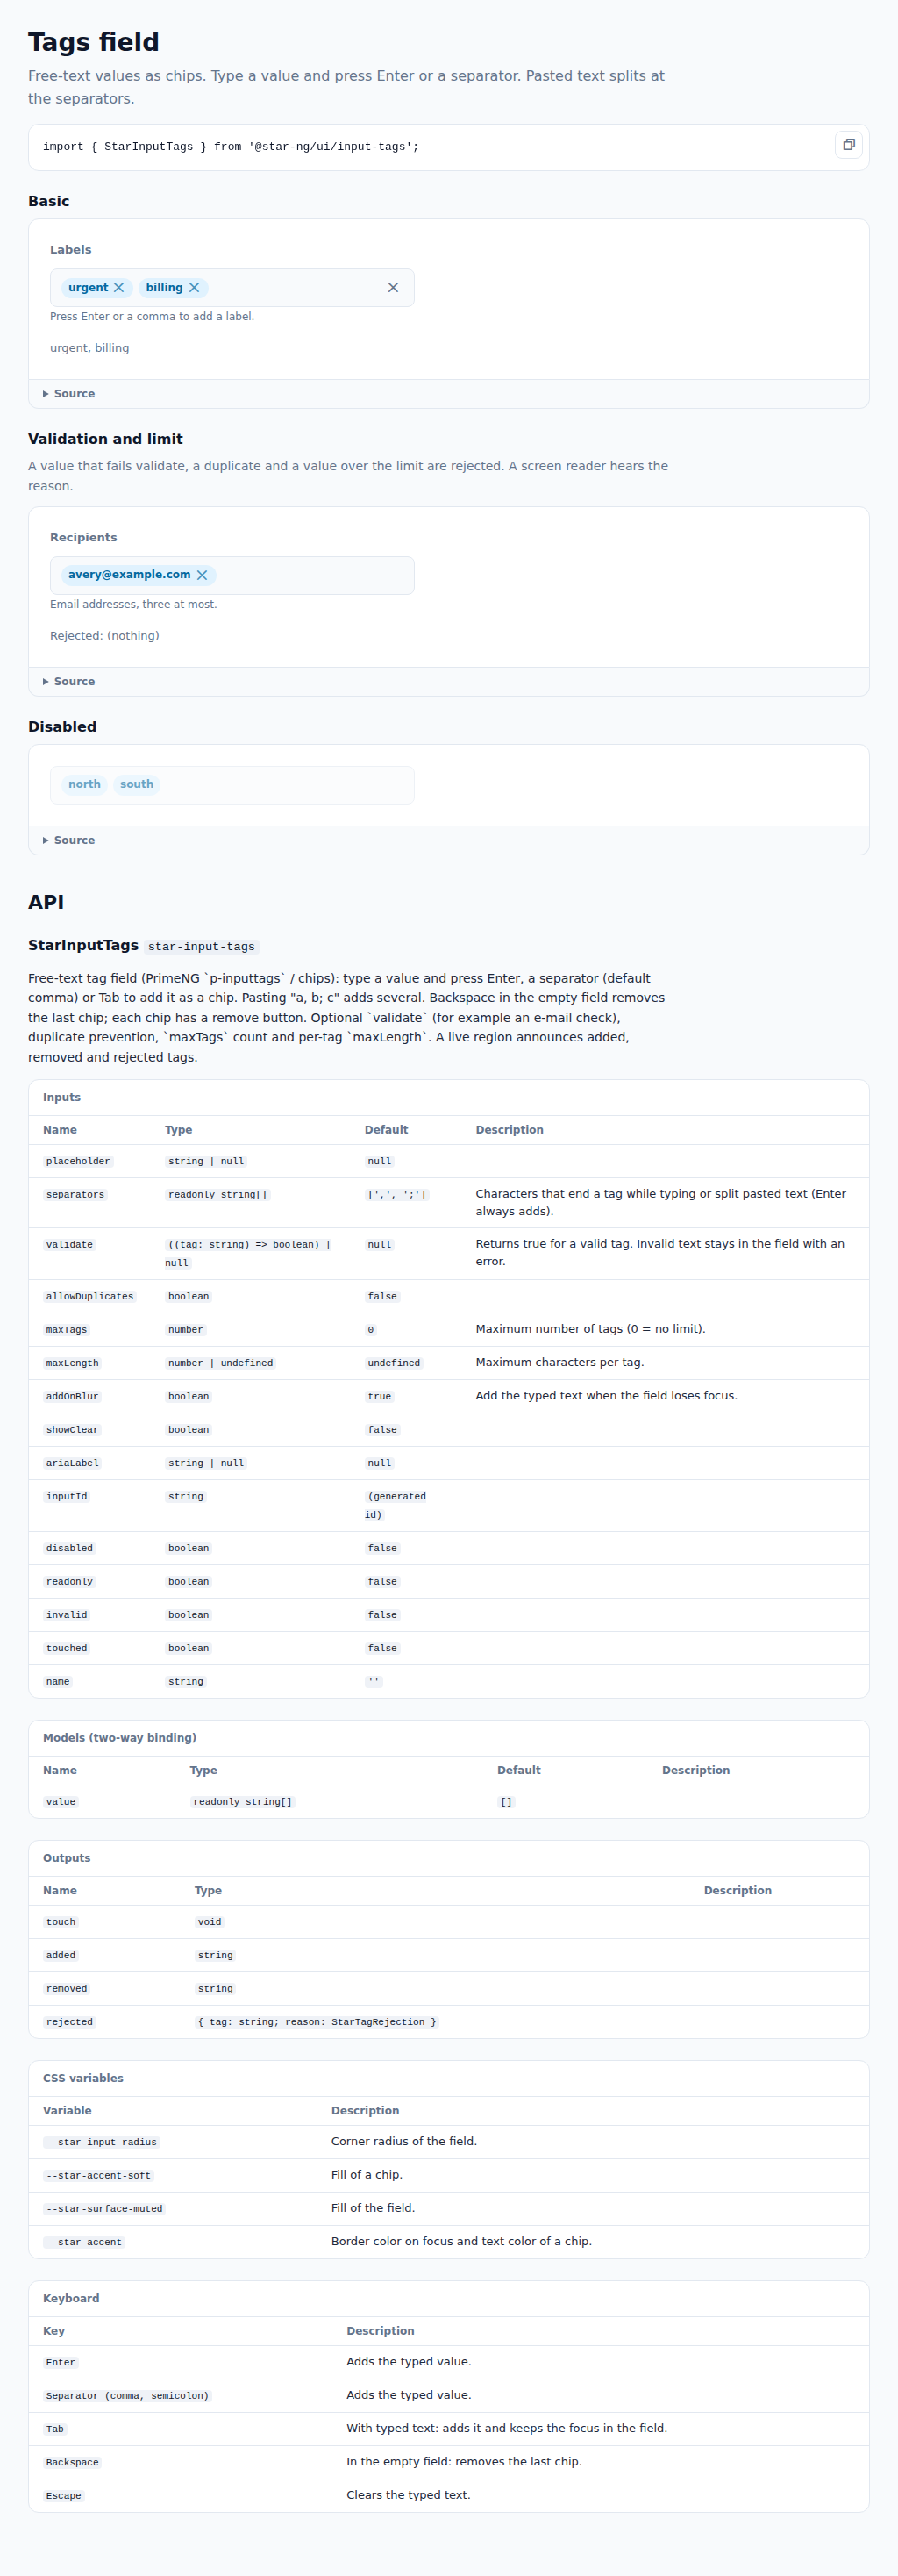 Tags field
Free-text values as chips. Type a value and press Enter or a separator. Pasted text splits at
the separators.
import { StarInputTags } from '@star-ng/ui/input-tags';
Basic
Labels
urgent billing
Press Enter or a comma to add a label.
urgent, billing
Source
Validation and limit
A value that fails validate, a duplicate and a value over the limit are rejected. A screen reader hears the
reason.
Recipients
avery@example.com
Email addresses, three at most.
Rejected: (nothing)
Source
Disabled
north south
Source
API
StarInputTags star-input-tags
Free-text tag field (PrimeNG `p-inputtags` / chips): type a value and press Enter, a separator (default
comma) or Tab to add it as a chip. Pasting "a, b; c" adds several. Backspace in the empty field removes
the last chip; each chip has a remove button. Optional `validate` (for example an e-mail check),
duplicate prevention, `maxTags` count and per-tag `maxLength`. A live region announces added,
removed and rejected tags.
Inputs
Name Type Default Description
placeholder string | null null
separators readonly string[] [',', ';'] Characters that end a tag while typing or split pasted text (Enter
always adds).
validate ((tag: string) => boolean) | null Returns true for a valid tag. Invalid text stays in the field with an
null error.
allowDuplicates boolean false
maxTags number 0 Maximum number of tags (0 = no limit).
maxLength number | undefined undefined Maximum characters per tag.
addOnBlur boolean true Add the typed text when the field loses focus.
showClear boolean false
ariaLabel string | null null
inputId string (generated
id)
disabled boolean false
readonly boolean false
invalid boolean false
touched boolean false
name string ''
Models (two-way binding)
Name Type Default Description
value readonly string[] []
Outputs
Name Type Description
touch void
added string
removed string
rejected { tag: string; reason: StarTagRejection }
CSS variables
Variable Description
--star-input-radius Corner radius of the field.
--star-accent-soft Fill of a chip.
--star-surface-muted Fill of the field.
--star-accent Border color on focus and text color of a chip.
Keyboard
Key Description
Enter Adds the typed value.
Separator (comma, semicolon) Adds the typed value.
Tab With typed text: adds it and keeps the focus in the field.
Backspace In the empty field: removes the last chip.
Escape Clears the typed text.